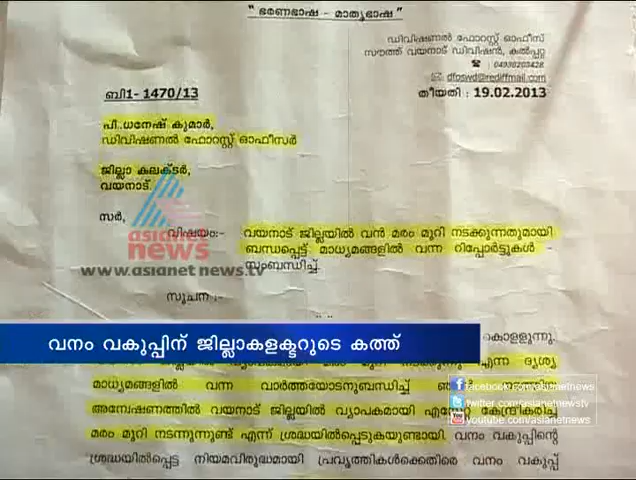 " ഭരണഭാഷ - മാതൃഭാഷ "
ഡിവിഷണൽ ഫോറസ്റ്റ് ഓഫീസ്
സൗത്ത് വയനാട് ഡിവിഷൻ, കൽപ്പറ്റ
☎ : 04936203428
✉ dfoswd@rediffmail.com
ബി1- 1470/13
തീയതി : 19.02.2013
പി.ധനേഷ് കുമാർ,
ഡിവിഷണൽ ഫോറസ്റ്റ് ഓഫീസർ
ജില്ലാ കലക്ടർ,
വയനാട്.
സർ,
വിഷയം:- വയനാട് ജില്ലയിൽ വൻ മരം മുറി നടക്കുന്നതുമായി
ബന്ധപ്പെട്ട് മാധ്യമങ്ങളിൽ വന്ന റിപ്പോർട്ടുകൾ -
സംബന്ധിച്ച്.
asianet
news
www.asianetnews.tv
സൂചന :-
കൊള്ളുന്നു.
വനം വകുപ്പിന് ജില്ലാകളക്ടറുടെ കത്ത്
എന്ന ദൃശ്യ
മാധ്യമങ്ങളിൽ വന്ന വാർത്തയോടനുബന്ധിച്ച്
അന്വേഷണത്തിൽ വയനാട് ജില്ലയിൽ വ്യാപകമായി എസ്റ്റേറ്റ് കേന്ദ്രീകരിച്ച്
മരം മുറി നടന്നുന്നുണ്ട് എന്ന് ശ്രദ്ധയിൽപ്പെടുകയുണ്ടായി. വനം വകുപ്പിന്റെ
ശ്രദ്ധയിൽപ്പെട്ട നിയമവിരുദ്ധമായി പ്രവൃത്തികൾക്കെതിരെ വനം വകുപ്പ്
facebook.com/asianetnews
twitter.com/asianetnewstv
youtube.com/asianetnews